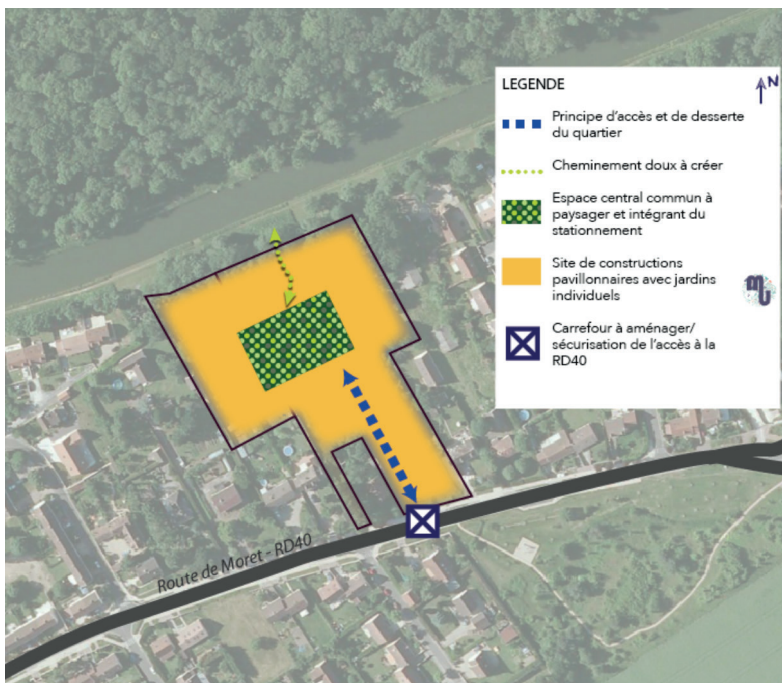 LEGENDE
N
Principe d'accès et de desserte
du quartier
Cheminement doux à créer
Espace central commun à
paysager et intégrant du
stationnement
Site de constructions
pavillonnaires avec jardins
individuels
Carrefour à aménager/
sécurisation de l'accès à la
RD40
Route de Moret - RD40